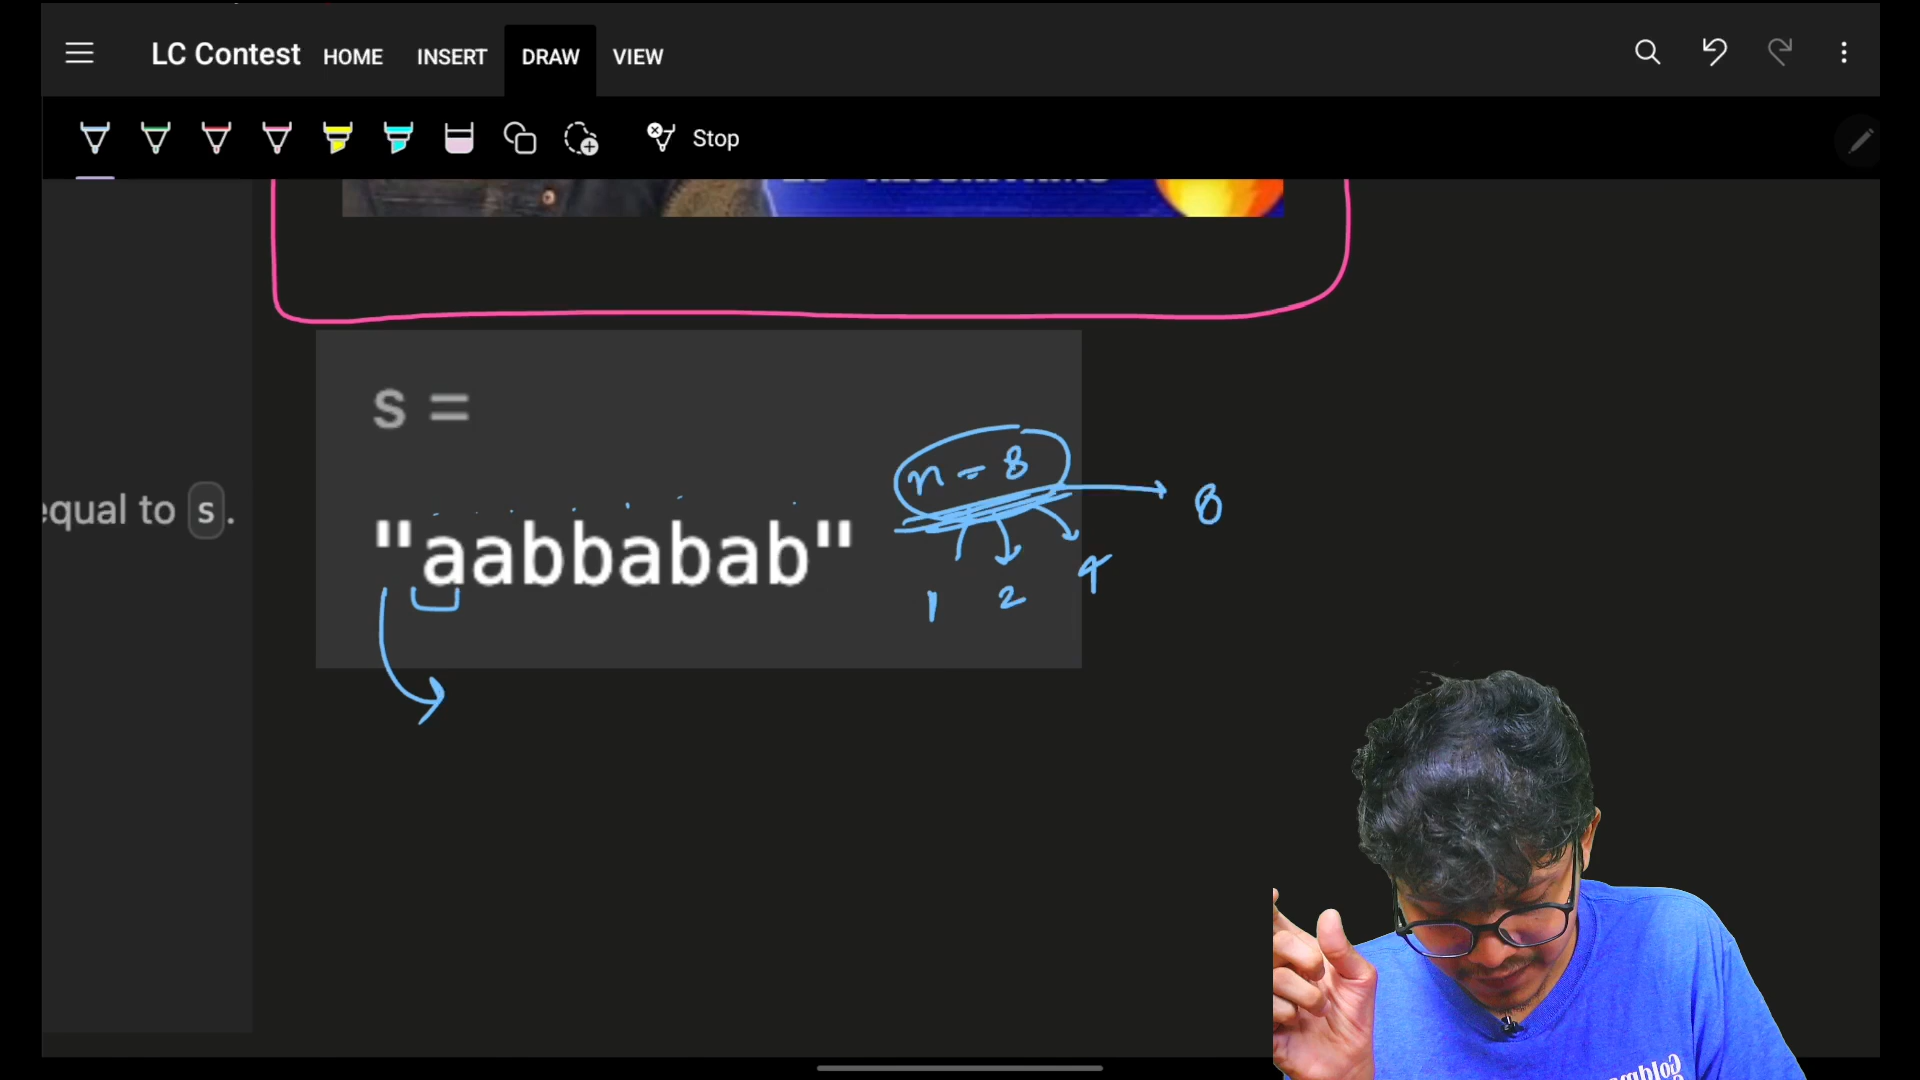 LC Contest HOME INSERT DRAW VIEW
Stop
s =
n = 8
8
equal to s.
"aabbabab"
1 2 4